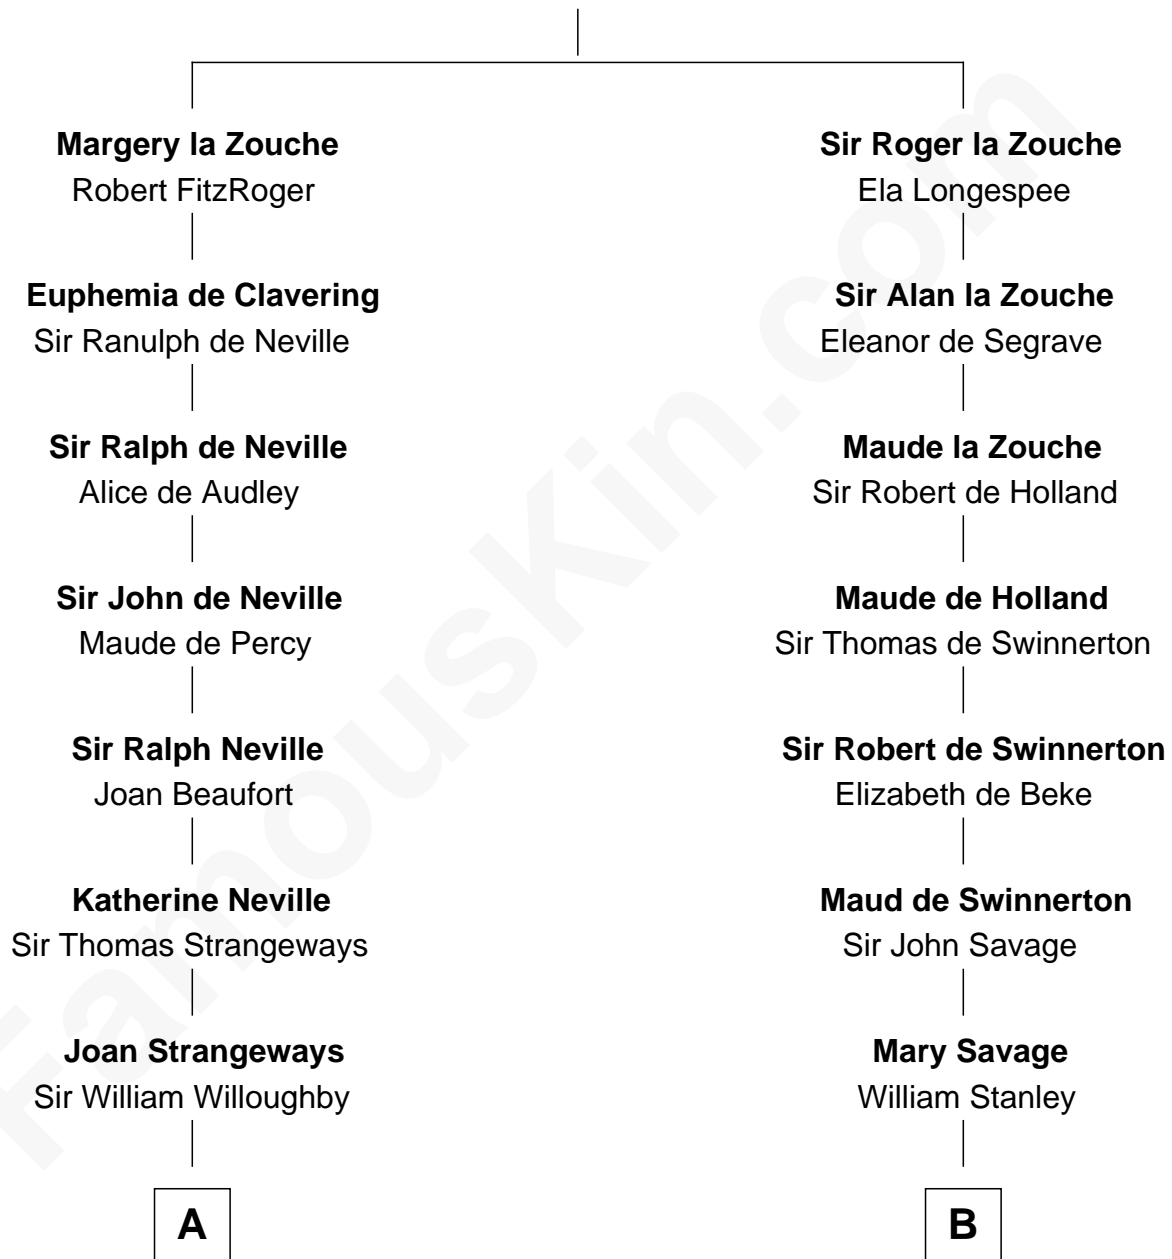 Margery la Zouche
Robert FitzRoger
Euphemia de Clavering
Sir Ranulph de Neville
Sir Ralph de Neville
Alice de Audley
Sir John de Neville
Maude de Percy
Sir Ralph Neville
Joan Beaufort
Katherine Neville
Sir Thomas Strangeways
Joan Strangeways
Sir William Willoughby
A
Sir Roger la Zouche
Ela Longespee
Sir Alan la Zouche
Eleanor de Segrave
Maude la Zouche
Sir Robert de Holland
Maude de Holland
Sir Thomas de Swinnerton
Sir Robert de Swinnerton
Elizabeth de Beke
Maud de Swinnerton
Sir John Savage
Mary Savage
William Stanley
B
FamousKin.com